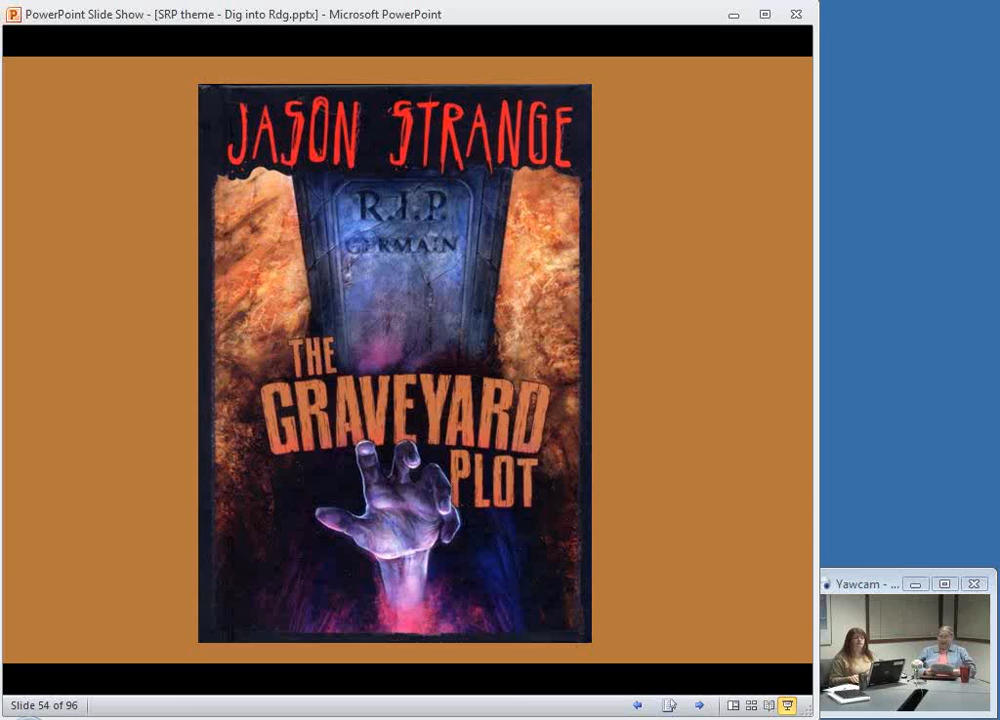 PowerPoint Slide Show - [SRP theme - Dig into Rdg.pptx] - Microsoft PowerPoint
JASON STRANGE
R.I.P.
GERMAIN
THE
GRAVEYARD
PLOT
Yawcam - ...
Slide 54 of 96